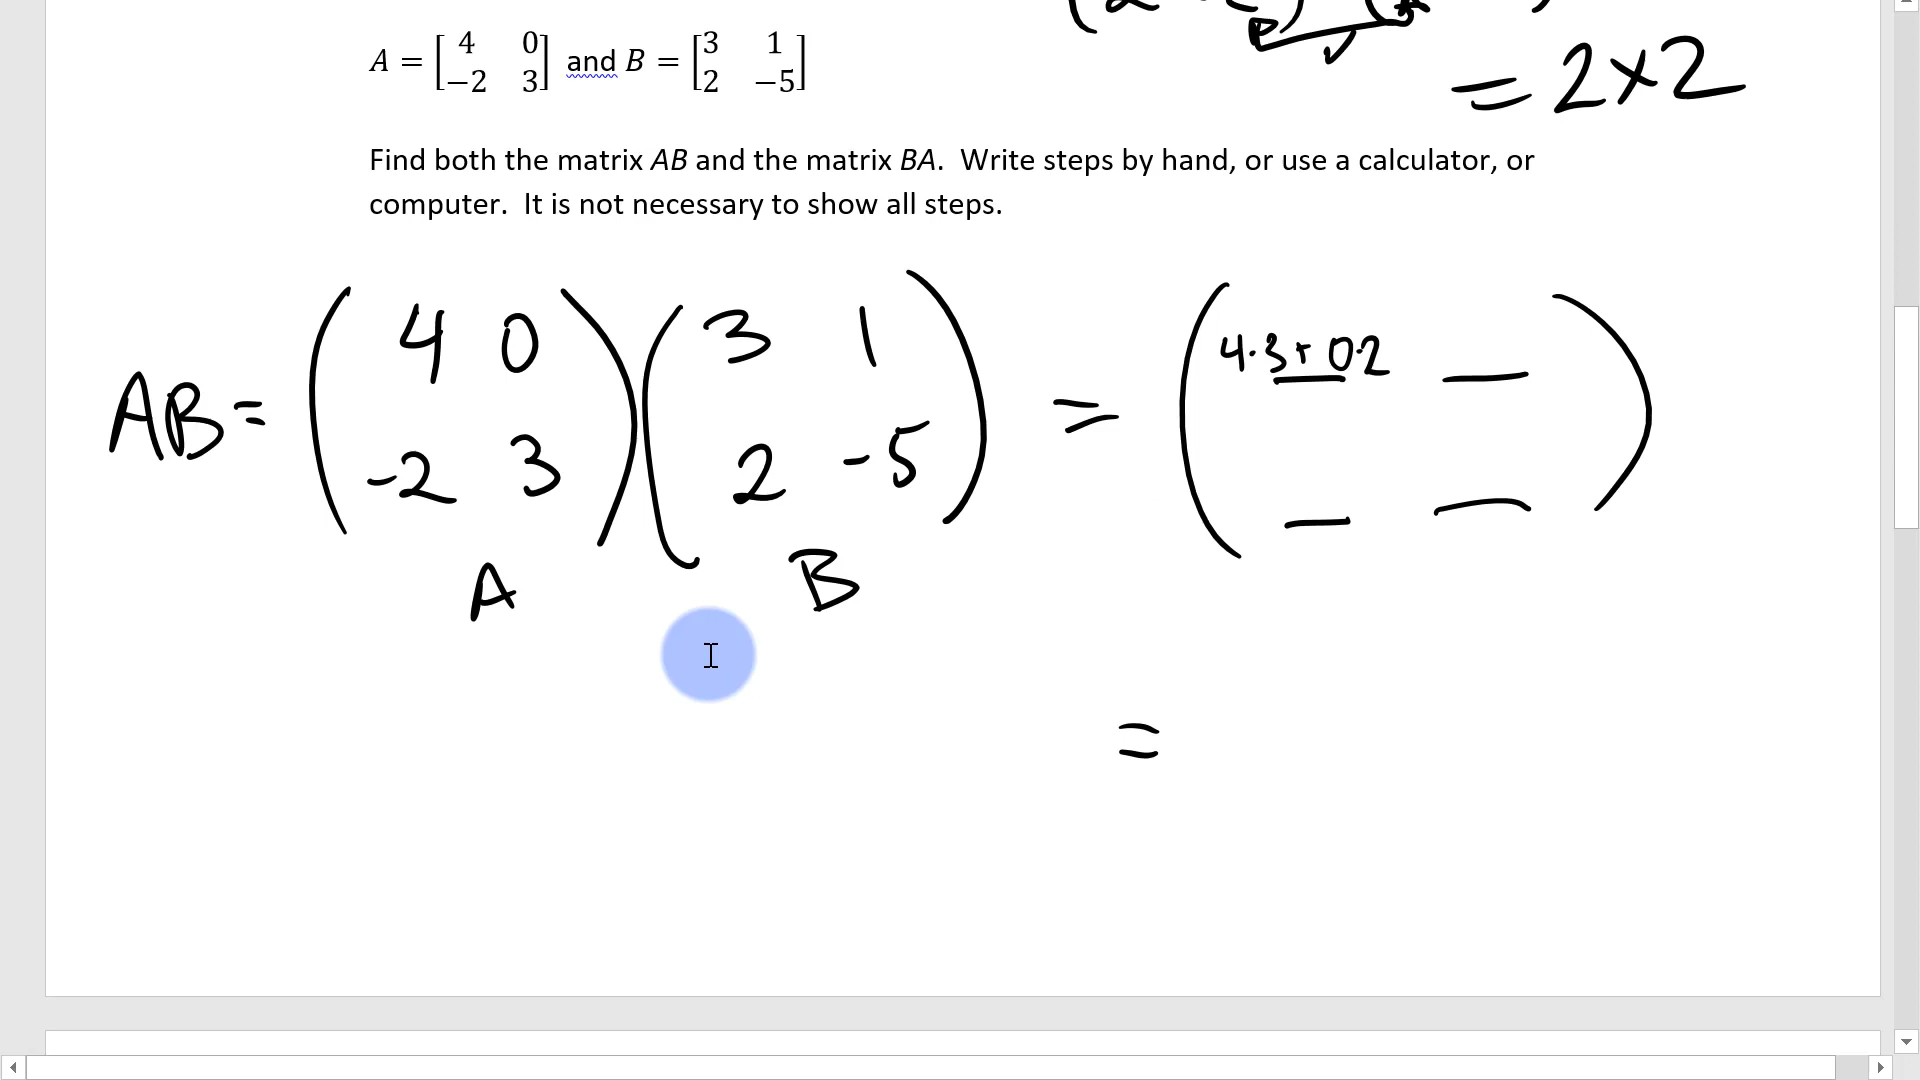 A = [4 0 −2 3] and B = [3 1 2 −5]
= 2×2
Find both the matrix AB and the matrix BA. Write steps by hand, or use a calculator, or
computer. It is not necessary to show all steps.
AB = (4 0) (3 1) = (4·3 + 0·2 __)
(-2 3) (2 -5) (__ __)
A B
=